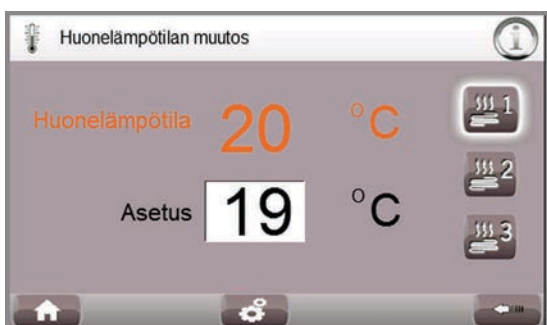 Huonelämpötilan muutos
Huonelämpötila 20 °C
1
Asetus 19 °C
2
3